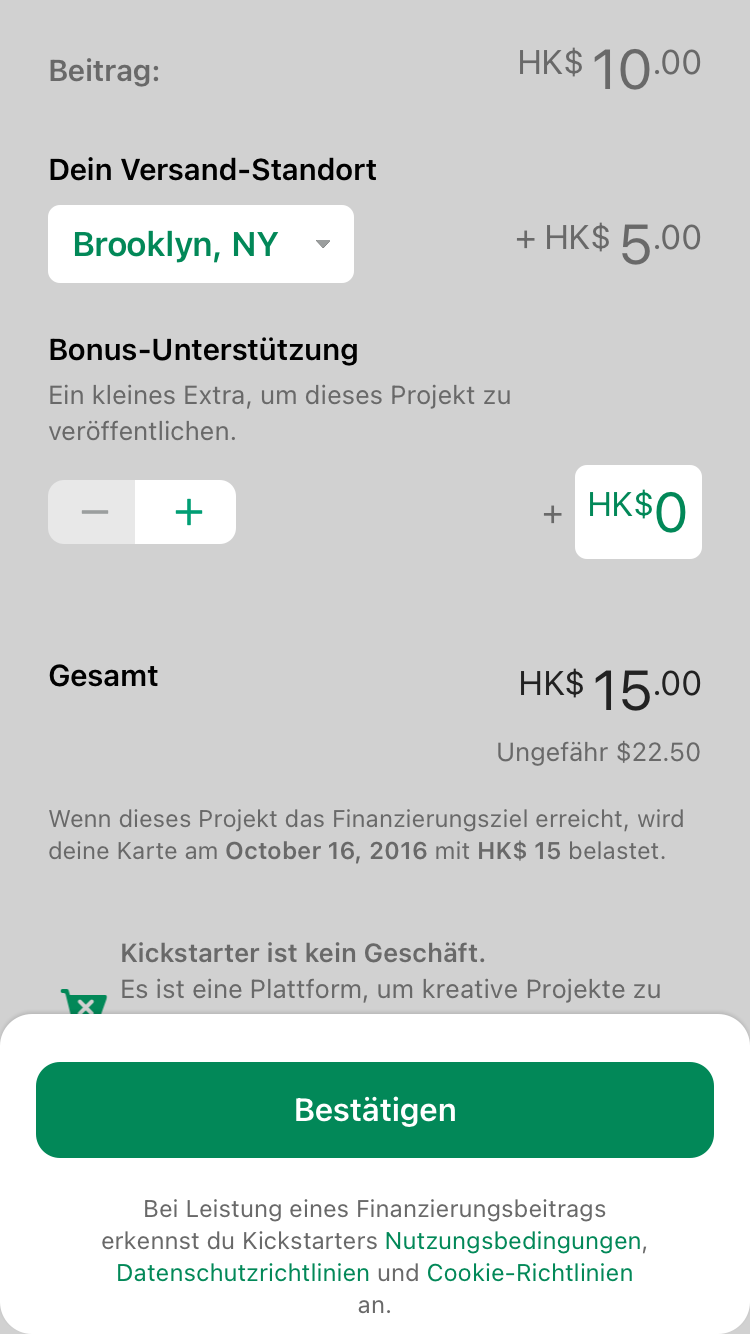 Beitrag: HK$ 10.00
Dein Versand-Standort
Brooklyn, NY + HK$ 5.00
Bonus-Unterstützung
Ein kleines Extra, um dieses Projekt zu
veröffentlichen.
− + + HK$0
Gesamt HK$ 15.00
Ungefähr $22.50
Wenn dieses Projekt das Finanzierungsziel erreicht, wird
deine Karte am October 16, 2016 mit HK$ 15 belastet.
Kickstarter ist kein Geschäft.
Es ist eine Plattform, um kreative Projekte zu
Bestätigen
Bei Leistung eines Finanzierungsbeitrags
erkennst du Kickstarters Nutzungsbedingungen,
Datenschutzrichtlinien und Cookie-Richtlinien
an.